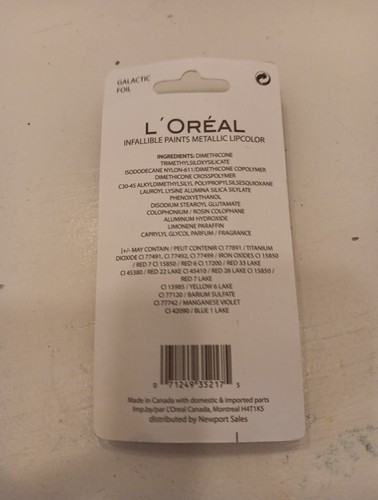 GALACTIC
FOIL
L'ORÉAL
INFALLIBLE PAINTS METALLIC LIPCOLOR
INGREDIENTS: DIMETHICONE
TRIMETHYLSILOXYSILICATE
ISODODECANE NYLON-611/DIMETHICONE COPOLYMER
DIMETHICONE CROSSPOLYMER
C30-45 ALKYLDIMETHYLSILYL POLYPROPYLSILSESQUIOXANE
LAUROYL LYSINE ALUMINA SILICA SILYLATE
PHENOXYETHANOL
DISODIUM STEAROYL GLUTAMATE
COLOPHONIUM / ROSIN COLOPHANE
ALUMINUM HYDROXIDE
LIMONENE PARAFFIN
CAPRYLYL GLYCOL PARFUM / FRAGRANCE
[+/- MAY CONTAIN / PEUT CONTENIR CI 77891 / TITANIUM
DIOXIDE CI 77491, CI 77492, CI 77499 / IRON OXIDES CI 15850
/ RED 7 CI 15850 / RED 6 CI 17200 / RED 33 LAKE
CI 45380 / RED 22 LAKE CI 45410 / RED 28 LAKE CI 15850 /
RED 7 LAKE
CI 15985 / YELLOW 6 LAKE
CI 77120 / BARIUM SULFATE
CI 77742 / MANGANESE VIOLET
CI 42090 / BLUE 1 LAKE
0 71249 35217 5
Made in Canada with domestic & imported parts
Imp.by/par L'Oreal Canada, Montreal H4T1K5
distributed by Newport Sales